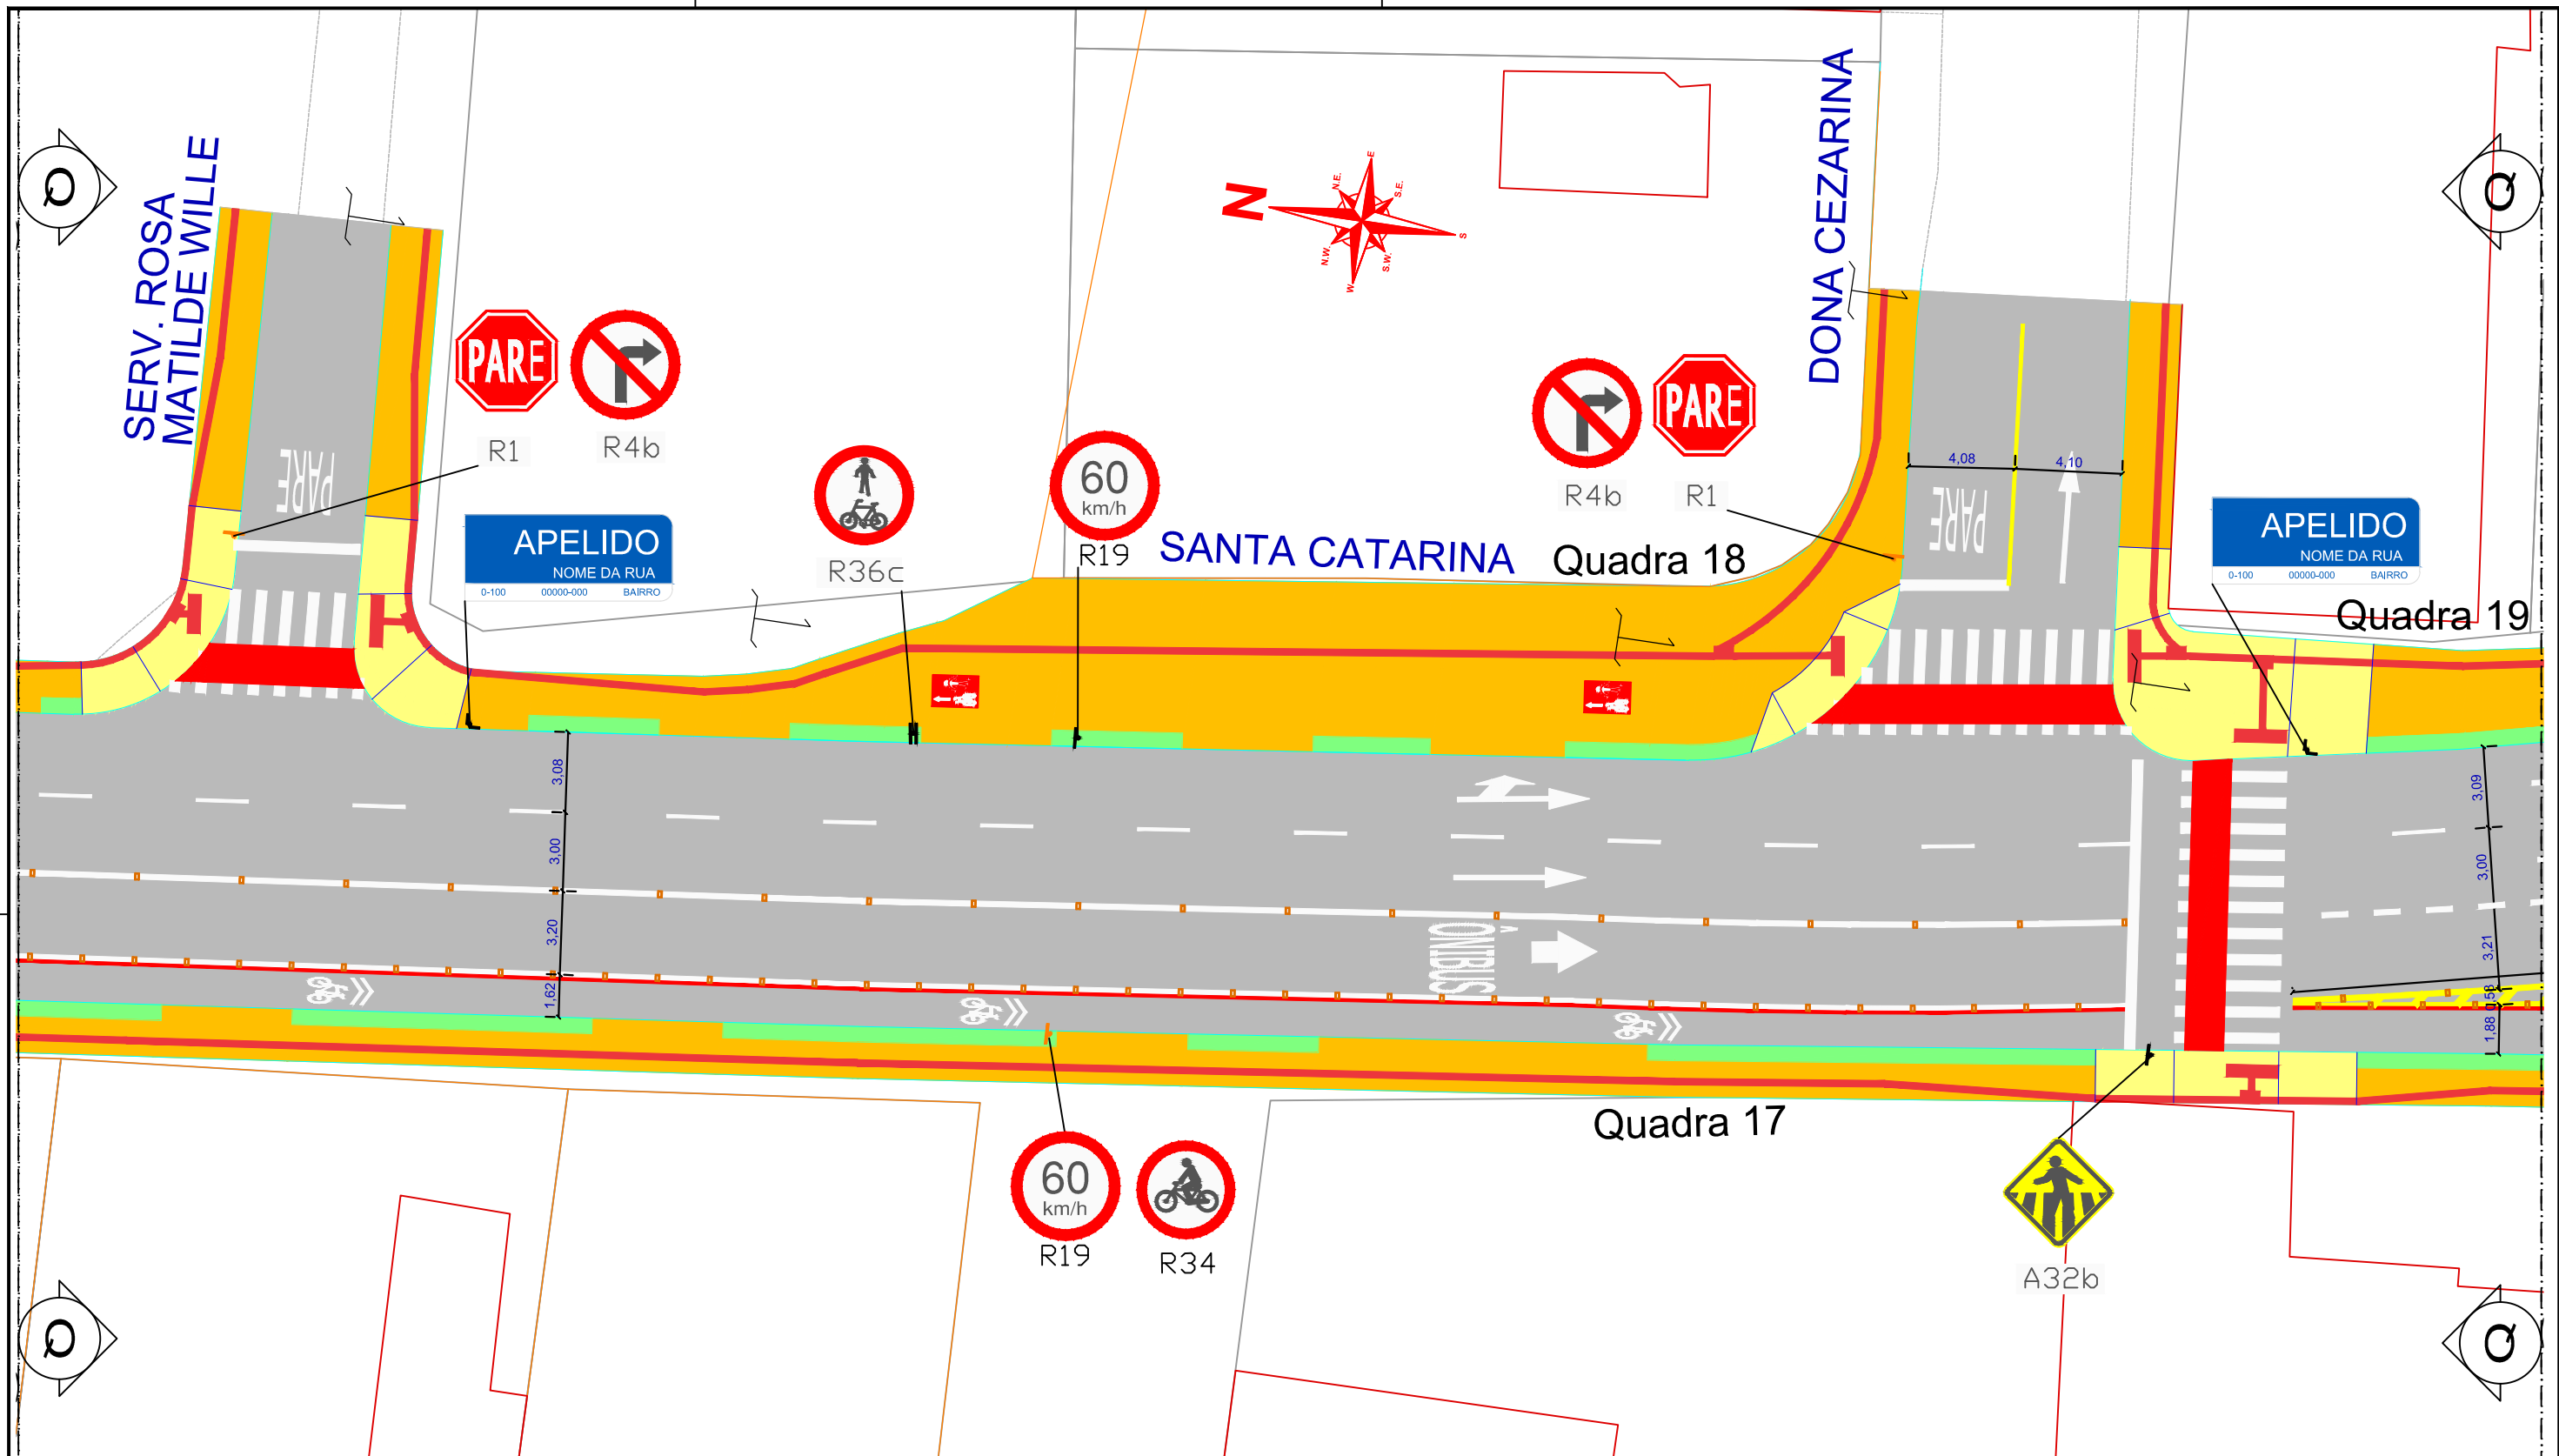 Q
Q
SERV. ROSA
MATILDE WILLE
DONA CEZARINA
N
N.E.
E
S.E.
S
S.W.
W
N.W.
PARE
R1
R4b
R36c
60
km/h
R19
R4b
PARE
R1
SANTA CATARINA
Quadra 18
Quadra 19
APELIDO
NOME DA RUA
0-100 00000-000 BAIRRO
APELIDO
NOME DA RUA
0-100 00000-000 BAIRRO
PARE
PARE
4,08
4,10
3,08
3,00
3,20
1,62
3,09
3,00
3,21
0,58
1,88
ÔNIBUS
Quadra 17
60
km/h
R19
R34
A32b
Q
Q